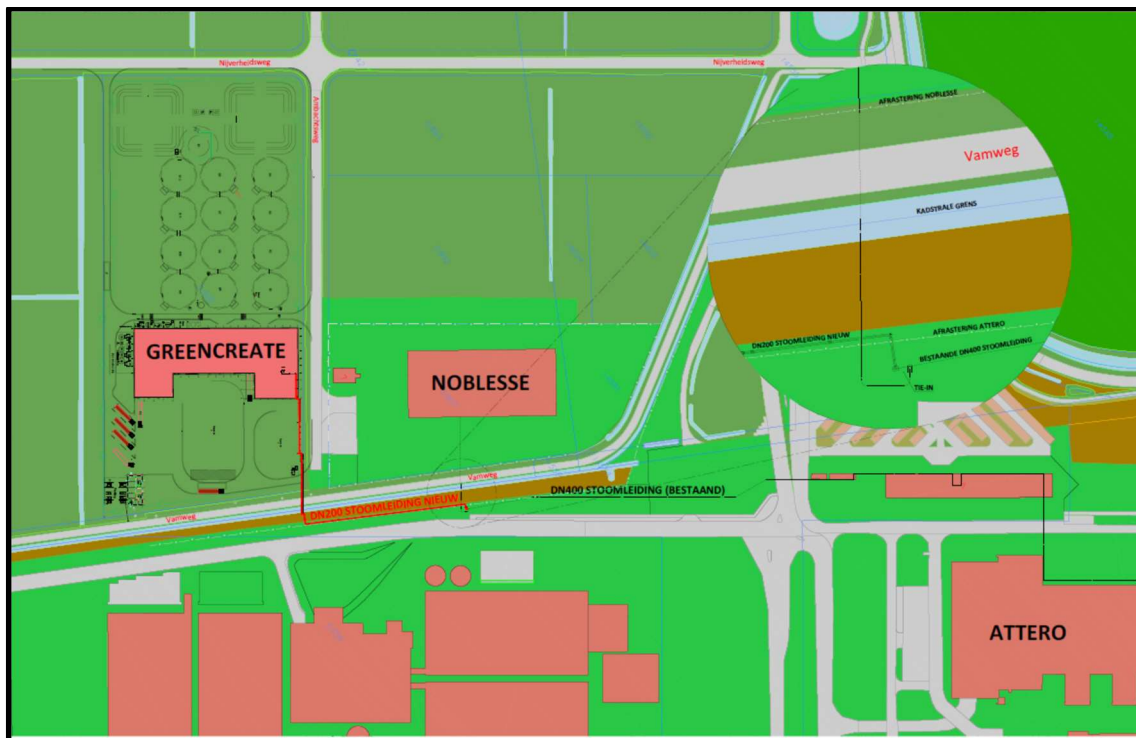 Nijverheidsweg
Nijverheidsweg
Ambachtsweg
AFRASTERING NOBLESSE
Vamweg
KADSTRALE GRENS
AFRASTERING ATTERO
DN200 STOOMLEIDING NIEUW
BESTAANDE DN400 STOOMLEIDING
TIE-IN
GREENCREATE
NOBLESSE
Vamweg
DN400 STOOMLEIDING (BESTAAND)
DN200 STOOMLEIDING NIEUW
Vamweg
ATTERO